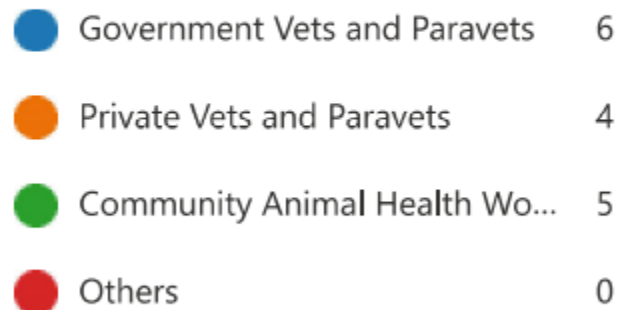 Government Vets and Paravets 6
Private Vets and Paravets 4
Community Animal Health Wo... 5
Others 0